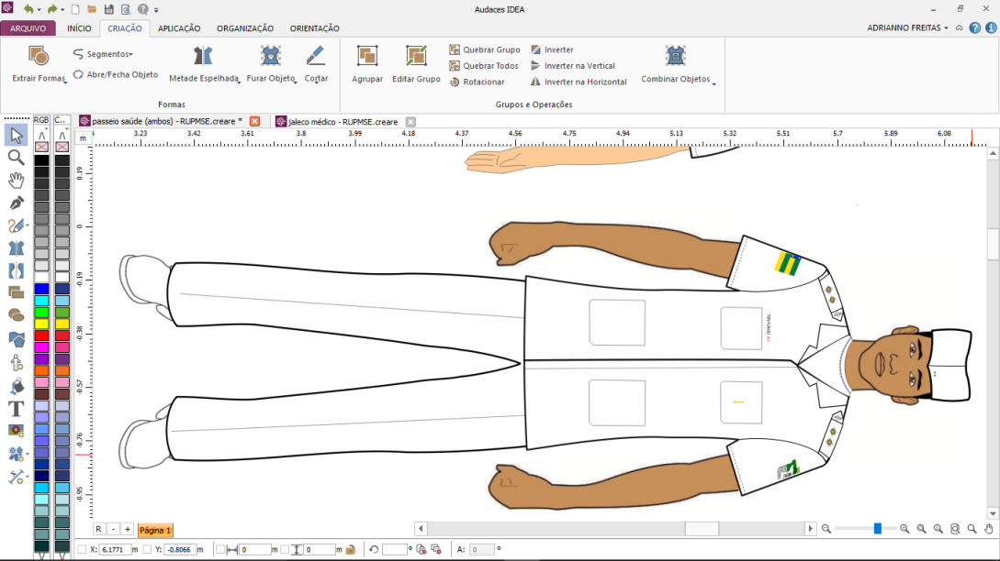 Audaces IDEA
ARQUIVO INÍCIO CRIAÇÃO APLICAÇÃO ORGANIZAÇÃO ORIENTAÇÃO ADRIANNO FREITAS
Extrair Formas
Segmentos
Abre/Fecha Objeto
Metade Espelhada
Furar Objeto
Cortar
Agrupar
Editar Grupo
Quebrar Grupo
Quebrar Todos
Rotacionar
Inverter
Inverter na Vertical
Inverter na Horizontal
Combinar Objetos
Formas
Grupos e Operações
RGB C...
passeio saúde (ambos) - RUPMSE.creare *
jaleco médico - RUPMSE.creare
m
3.23 3.42 3.61 3.8 3.99 4.18 4.37 4.56 4.75 4.94 5.13 5.32 5.51 5.7 5.89 6.08
0.19
0
-0.19
-0.38
-0.57
-0.76
-0.95
R - + Página 1
X: 6.1771 m Y: -0.8066 m 0 m 0 m º A: 0 º